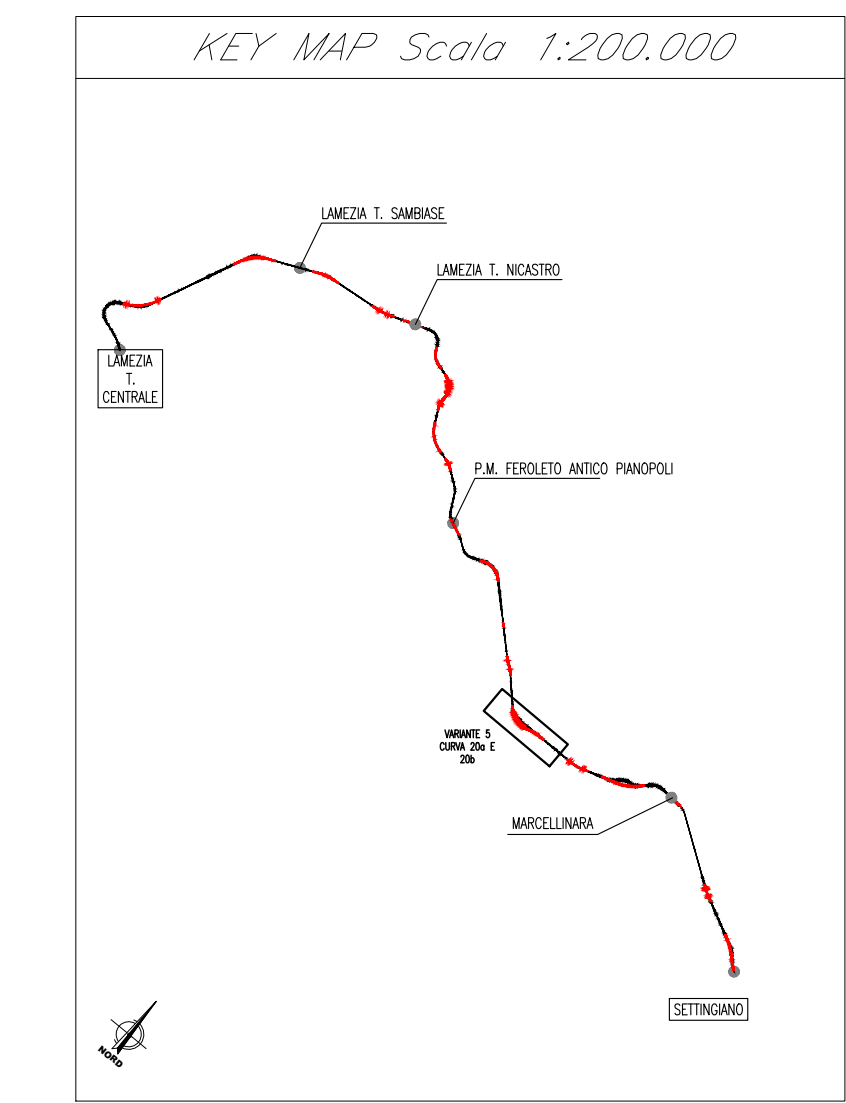 KEY MAP Scala 1:200.000
LAMEZIA T. SAMBIASE
LAMEZIA T. NICASTRO
LAMEZIA
T.
CENTRALE
P.M. FEROLETO ANTICO PIANOPOLI
VARIANTE 5
CURVA 20a E
20b
MARCELLINARA
SETTINGIANO
NORD